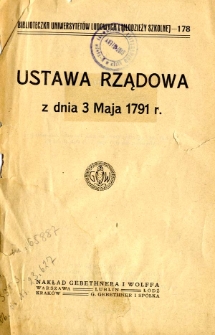 BIBLIOTECZKA UNIWERSYTETÓW LUDOWYCH I MŁODZIEŻY SZKOLNEJ — 178
USTAWA RZĄDOWA
z dnia 3 Maja 1791 r.
G W
NAKŁAD GEBETHNERA I WOLFFA
WARSZAWA — LUBLIN — ŁÓDŹ
KRAKÓW — G. GEBETHNER I SPÓŁKA